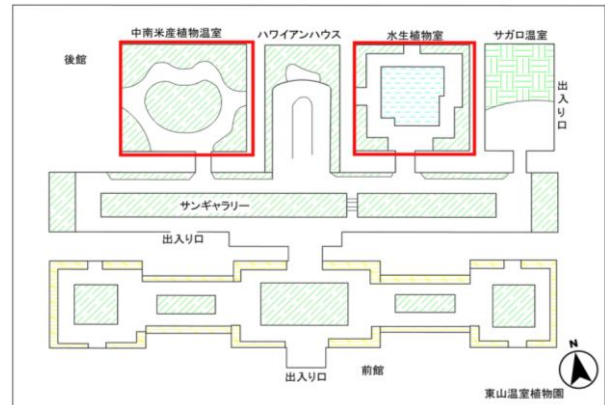 中南米産植物温室
ハワイアンハウス
水生植物室
サガロ温室
後館
出入り口
サンギャラリー
出入り口
出入り口
前館
N
東山温室植物園